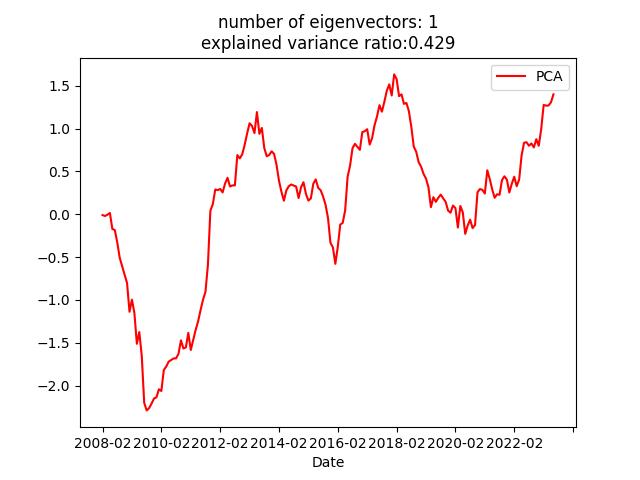 number of eigenvectors: 1
explained variance ratio:0.429
PCA
1.5
1.0
0.5
0.0
−0.5
−1.0
−1.5
−2.0
2008-02 2010-02 2012-02 2014-02 2016-02 2018-02 2020-02 2022-02
Date